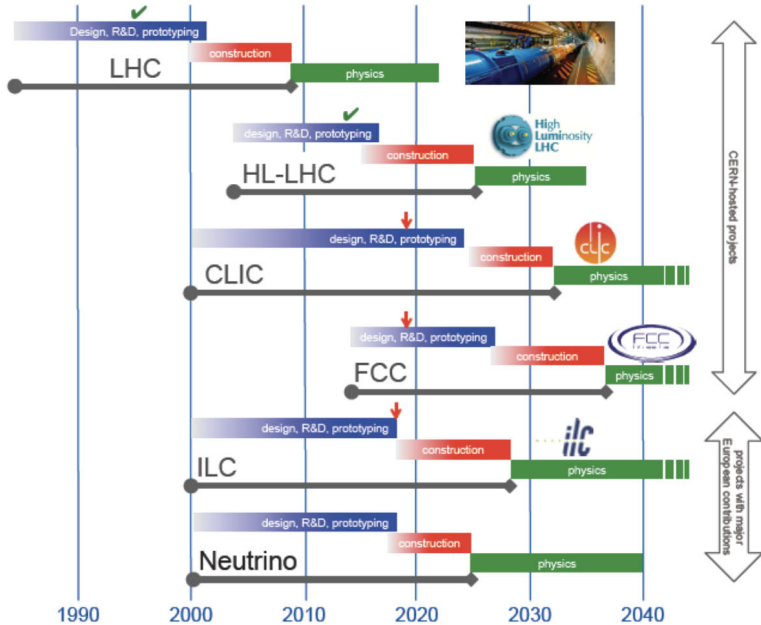 Design, R&D, prototyping
construction
LHC
physics
design, R&D, prototyping
High
Luminosity
LHC
construction
HL-LHC
physics
design, R&D, prototyping
clic
construction
CLIC
physics
design, R&D, prototyping
FCC
construction
FCC
physics
design, R&D, prototyping
ilc
construction
ILC
physics
design, R&D, prototyping
construction
Neutrino
physics
1990
2000
2010
2020
2030
2040
CERN-hosted projects
projects with major
European contributions